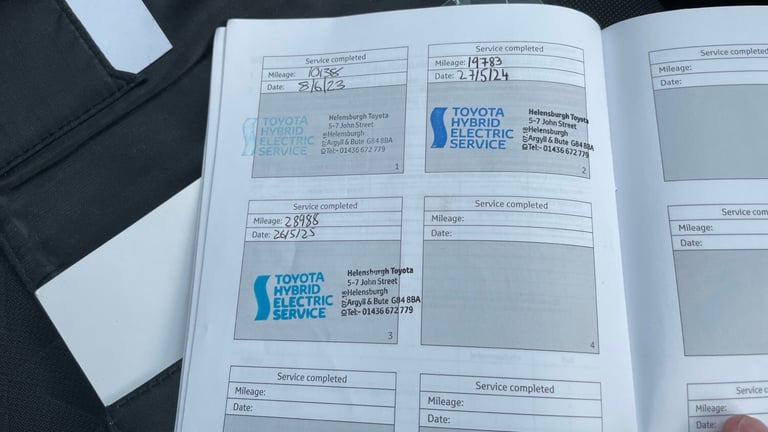 Service completed
Mileage: 10138
Date: 8/6/23
TOYOTA
HYBRID
ELECTRIC
SERVICE
Helensburgh Toyota
5-7 John Street
Helensburgh
Argyll & Bute G84 8BA
Tel:- 01436 672 779
1
Service completed
Mileage: 19783
Date: 27/5/24
TOYOTA
HYBRID
ELECTRIC
SERVICE
Helensburgh Toyota
5-7 John Street
Helensburgh
Argyll & Bute G84 8BA
Tel:- 01436 672 779
2
Service completed
Mileage:
Date:
Service completed
Mileage: 28988
Date: 26/5/25
TOYOTA
HYBRID
ELECTRIC
SERVICE
Helensburgh Toyota
5-7 John Street
Helensburgh
Argyll & Bute G84 8BA
Tel:- 01436 672 779
3
Service completed
Mileage:
Date:
4
Service com
Mileage:
Date:
Service completed
Mileage:
Date:
Service completed
Mileage:
Date:
Service c
Mileage:
Date: